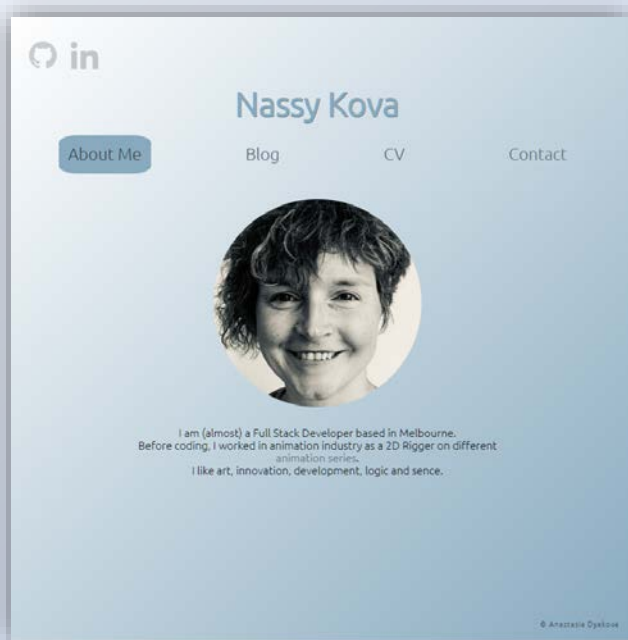 in
Nassy Kova
About Me Blog CV Contact
I am (almost) a Full Stack Developer based in Melbourne.
Before coding, I worked in animation industry as a 2D Rigger on different
animation series.
I like art, innovation, development, logic and sence.
© Anastasia Dyakova